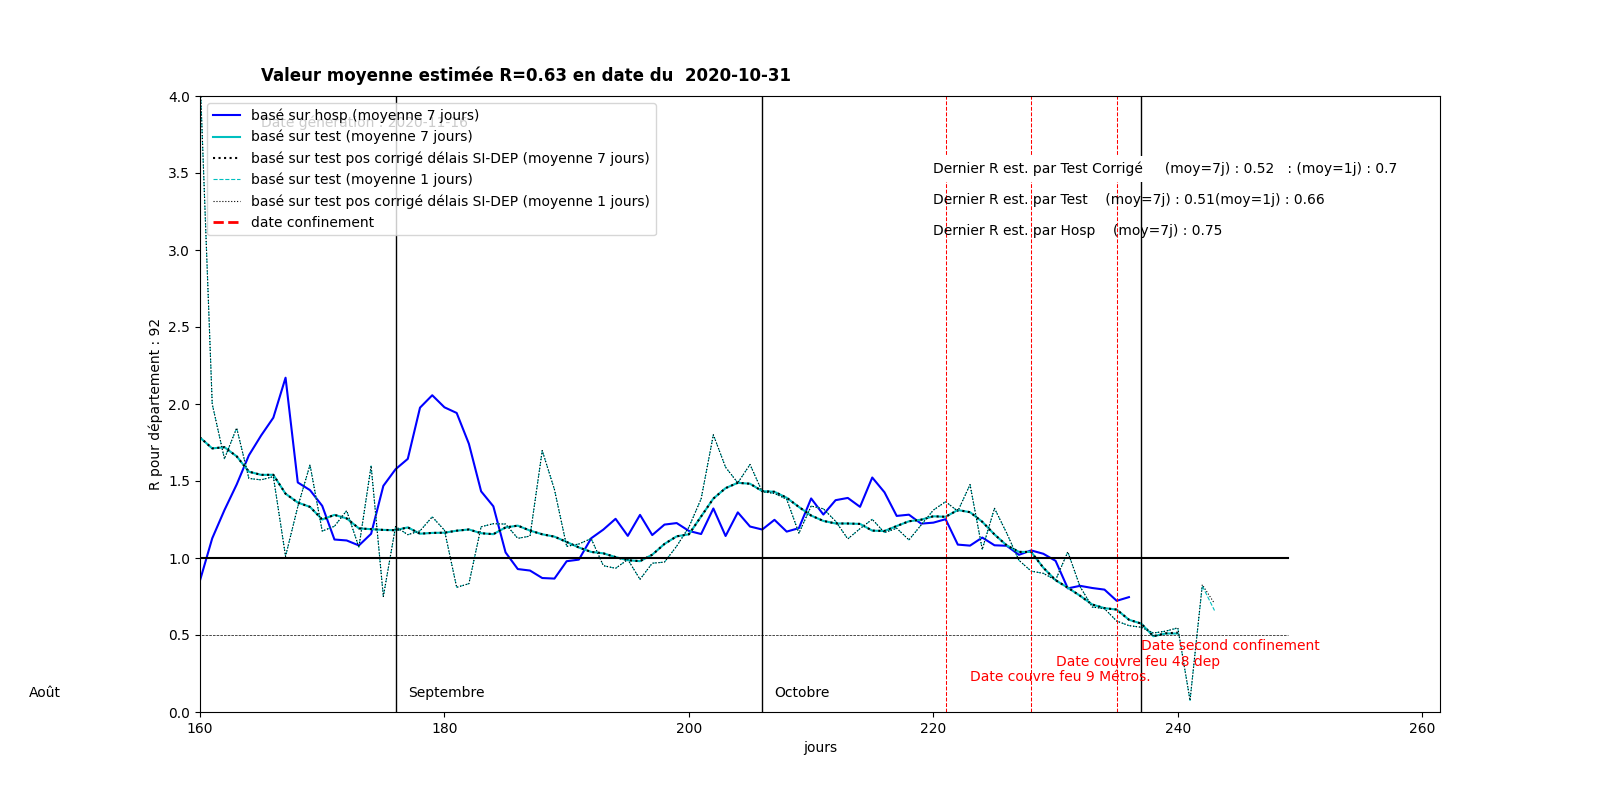 Valeur moyenne estimée R=0.63 en date du  2020-10-31
Date génération : 2020-11-16
basé sur hosp (moyenne 7 jours)
basé sur test (moyenne 7 jours)
basé sur test pos corrigé délais SI-DEP (moyenne 7 jours)
basé sur test (moyenne 1 jours)
basé sur test pos corrigé délais SI-DEP (moyenne 1 jours)
date confinement
Dernier R est. par Test Corrigé     (moy=7j) : 0.52   : (moy=1j) : 0.7
Dernier R est. par Test    (moy=7j) : 0.51(moy=1j) : 0.66
Dernier R est. par Hosp    (moy=7j) : 0.75
R pour département : 92
4.0
3.5
3.0
2.5
2.0
1.5
1.0
0.5
0.0
Date second confinement
Date couvre feu 48 dep
Date couvre feu 9 Métros.
Août
Septembre
Octobre
160
180
200
220
240
260
jours